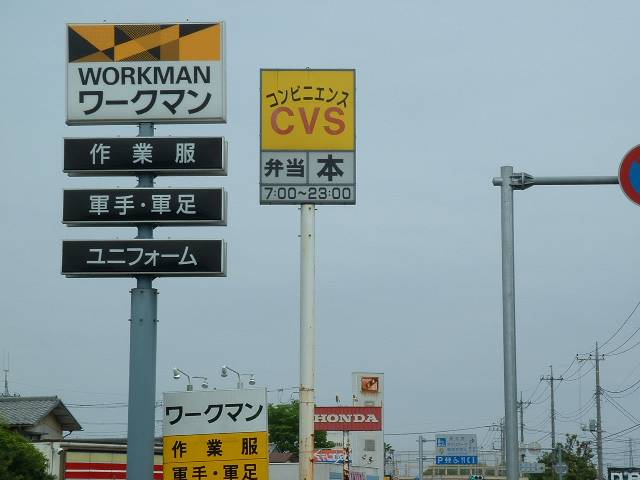 WORKMAN
ワークマン
作業服
軍手・軍足
ユニフォーム
コンビニエンス
CVS
弁当 本
7:00~23:00
ワークマン
作業服
軍手・軍足
HONDA